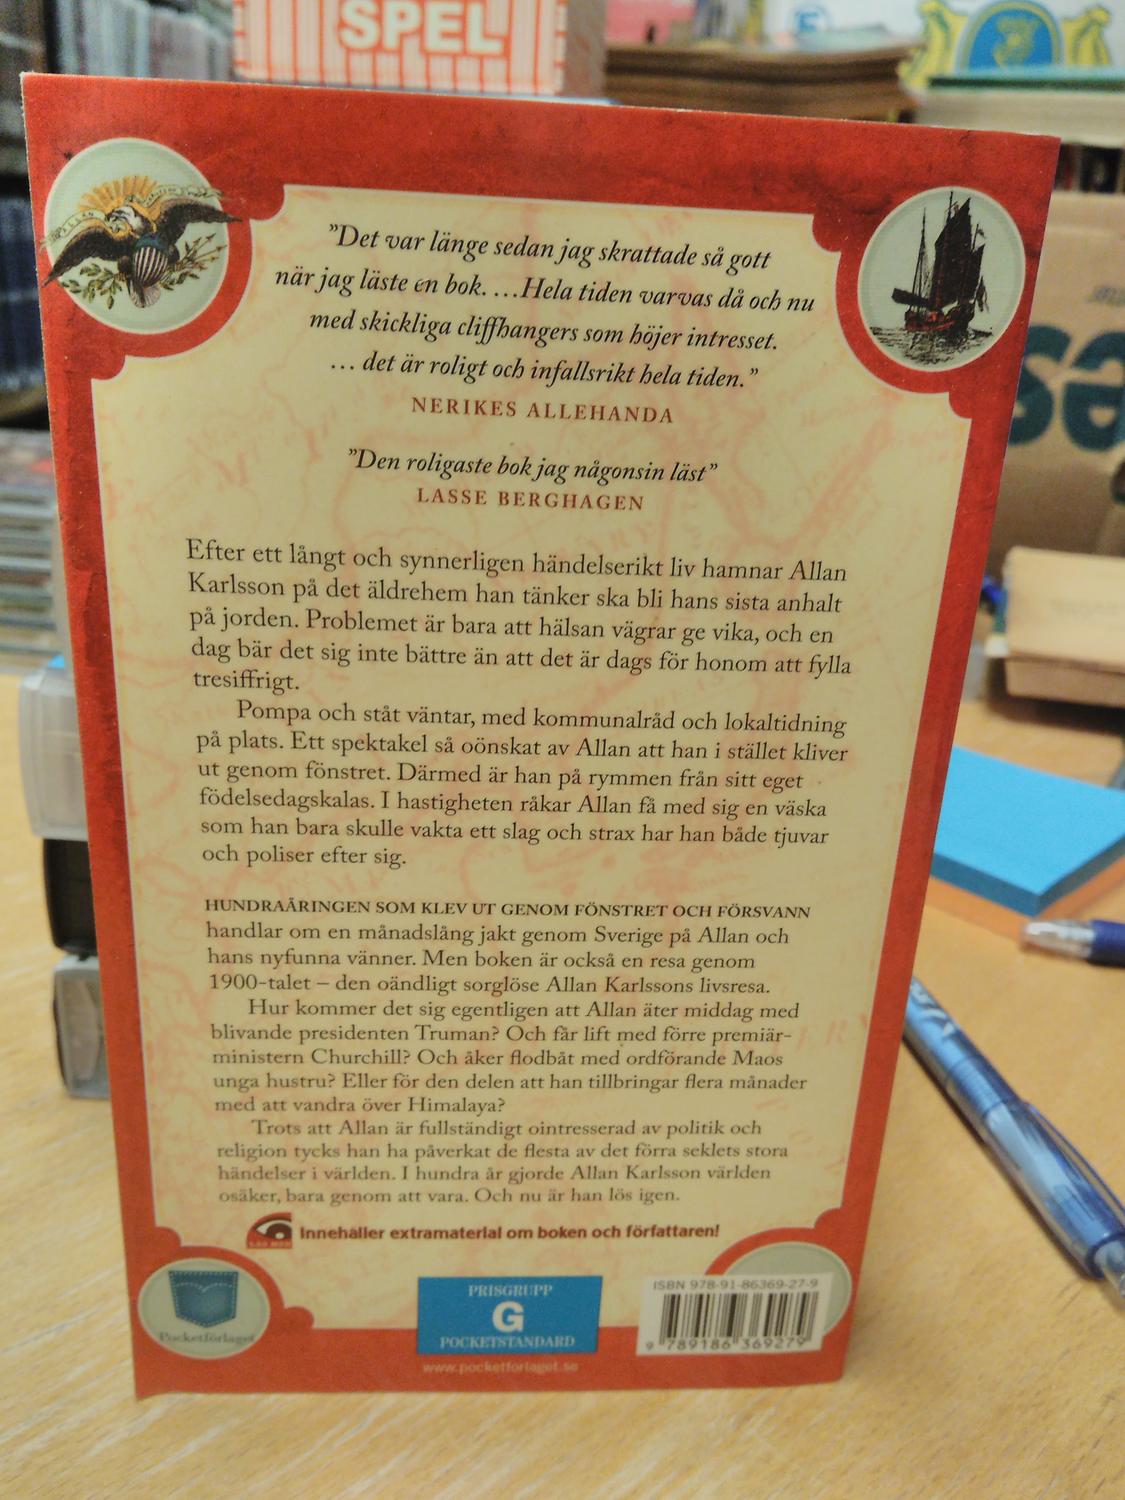 SPEL
"Det var länge sedan jag skrattade så gott
när jag läste en bok. …Hela tiden varvas då och nu
med skickliga cliffhangers som höjer intresset.
… det är roligt och infallsrikt hela tiden."
NERIKES ALLEHANDA
"Den roligaste bok jag någonsin läst"
LASSE BERGHAGEN
Efter ett långt och synnerligen händelserikt liv hamnar Allan
Karlsson på det äldrehem han tänker ska bli hans sista anhalt
på jorden. Problemet är bara att hälsan vägrar ge vika, och en
dag bär det sig inte bättre än att det är dags för honom att fylla
tresiffrigt.
Pompa och ståt väntar, med kommunalråd och lokaltidning
på plats. Ett spektakel så oönskat av Allan att han i stället kliver
ut genom fönstret. Därmed är han på rymmen från sitt eget
födelsedagskalas. I hastigheten råkar Allan få med sig en väska
som han bara skulle vakta ett slag och strax har han både tjuvar
och poliser efter sig.
HUNDRAÅRINGEN SOM KLEV UT GENOM FÖNSTRET OCH FÖRSVANN
handlar om en månadslång jakt genom Sverige på Allan och
hans nyfunna vänner. Men boken är också en resa genom
1900-talet – den oändligt sorglöse Allan Karlssons livsresa.
Hur kommer det sig egentligen att Allan äter middag med
blivande presidenten Truman? Och får lift med förre premiär-
ministern Churchill? Och åker flodbåt med ordförande Maos
unga hustru? Eller för den delen att han tillbringar flera månader
med att vandra över Himalaya?
Trots att Allan är fullständigt ointresserad av politik och
religion tycks han ha påverkat de flesta av det förra seklets stora
händelser i världen. I hundra år gjorde Allan Karlsson världen
osäker, bara genom att vara. Och nu är han lös igen.
Innehåller extramaterial om boken och författaren!
Pocketförlaget
PRISGRUPP
G
POCKETSTANDARD
www.pocketforlaget.se
ISBN 978-91-86369-27-9
9 789186 369279